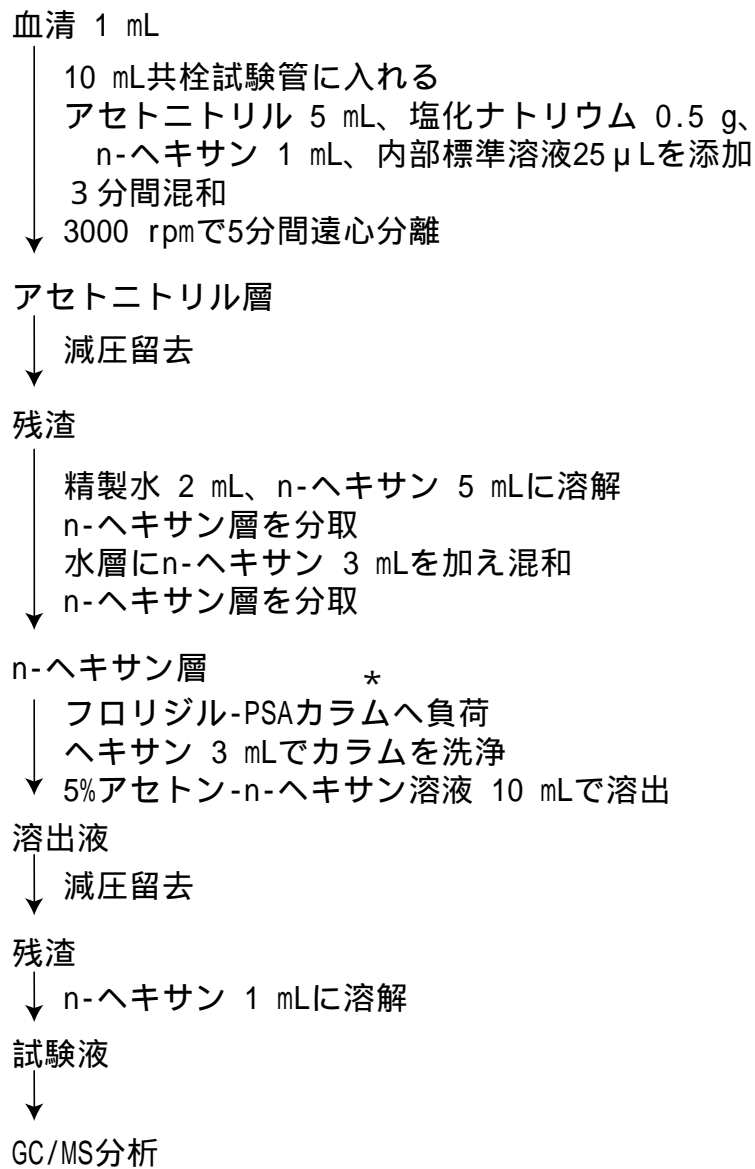 血清 1 mL
10 mL共栓試験管に入れる
アセトニトリル 5 mL、塩化ナトリウム 0.5 g、
n-ヘキサン 1 mL、内部標準溶液25μLを添加
３分間混和
3000 rpmで5分間遠心分離
アセトニトリル層
減圧留去
残渣
精製水 2 mL、n-ヘキサン 5 mLに溶解
n-ヘキサン層を分取
水層にn-ヘキサン 3 mLを加え混和
n-ヘキサン層を分取
n-ヘキサン層
*
フロリジル-PSAカラムへ負荷
ヘキサン 3 mLでカラムを洗浄
5%アセトン-n-ヘキサン溶液 10 mLで溶出
溶出液
減圧留去
残渣
n-ヘキサン 1 mLに溶解
試験液
GC/MS分析